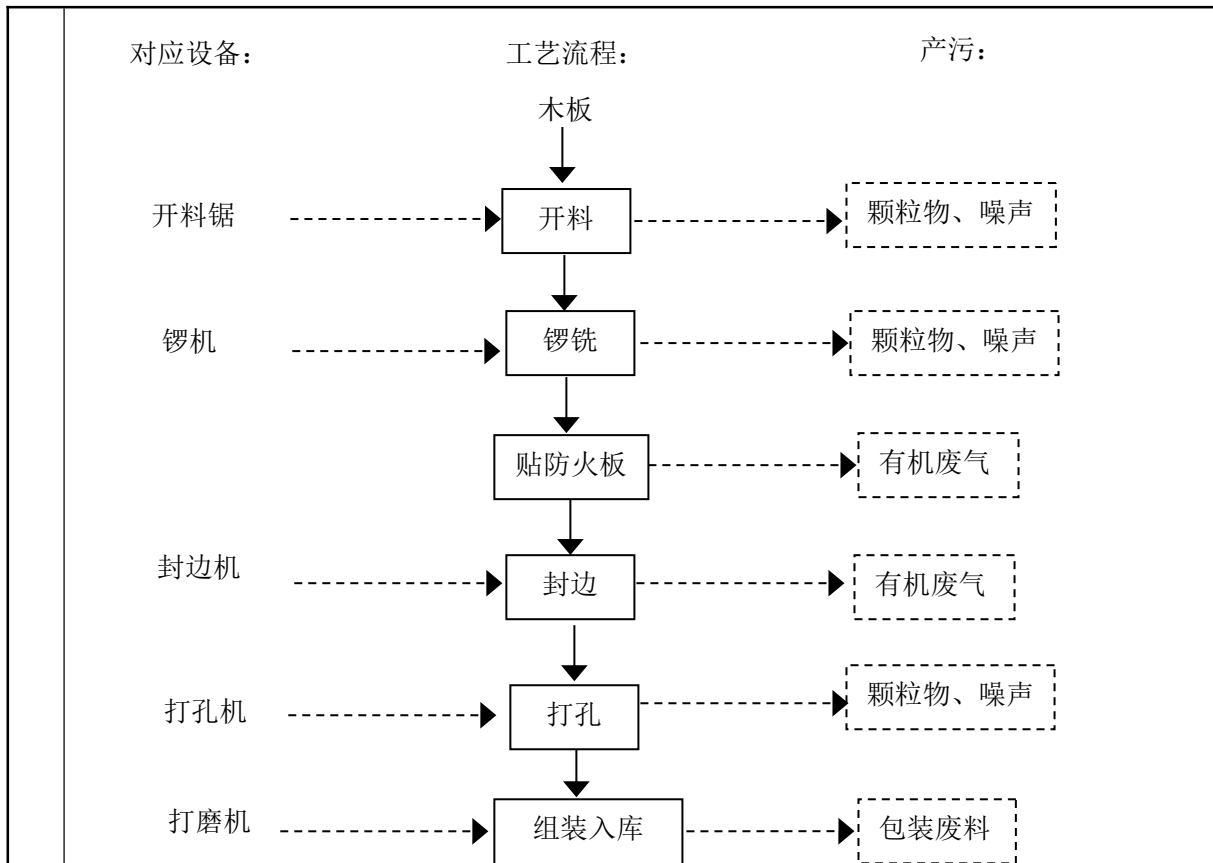 对应设备： 工艺流程： 产污：
木板
开料锯 开料 颗粒物、噪声
锣机 锣铣 颗粒物、噪声
贴防火板 有机废气
封边机 封边 有机废气
打孔机 打孔 颗粒物、噪声
打磨机 组装入库 包装废料